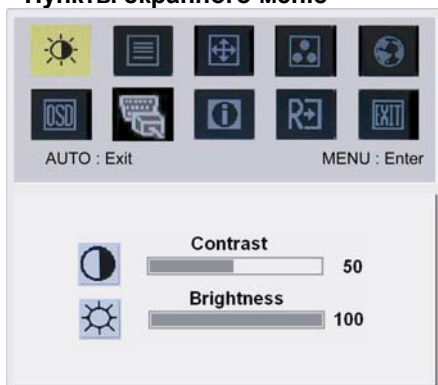 Пункты экранного меню
OSD R EXIT
AUTO : Exit MENU : Enter
Contrast
50
Brightness
100